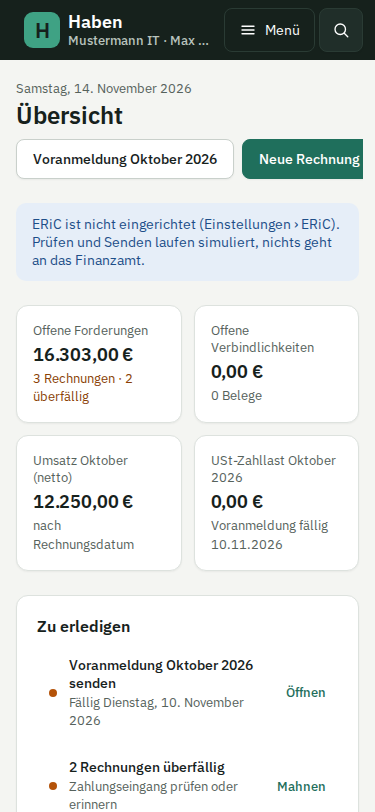 H
Haben
Mustermann IT · Max ...
Menü
Samstag, 14. November 2026
Übersicht
Voranmeldung Oktober 2026
Neue Rechnung
ERiC ist nicht eingerichtet (Einstellungen › ERiC).
Prüfen und Senden laufen simuliert, nichts geht
an das Finanzamt.
Offene Forderungen
16.303,00 €
3 Rechnungen · 2
überfällig
Offene
Verbindlichkeiten
0,00 €
0 Belege
Umsatz Oktober
(netto)
12.250,00 €
nach
Rechnungsdatum
USt-Zahllast Oktober
2026
0,00 €
Voranmeldung fällig
10.11.2026
Zu erledigen
Voranmeldung Oktober 2026
senden
Fällig Dienstag, 10. November
2026
Öffnen
2 Rechnungen überfällig
Zahlungseingang prüfen oder
erinnern
Mahnen